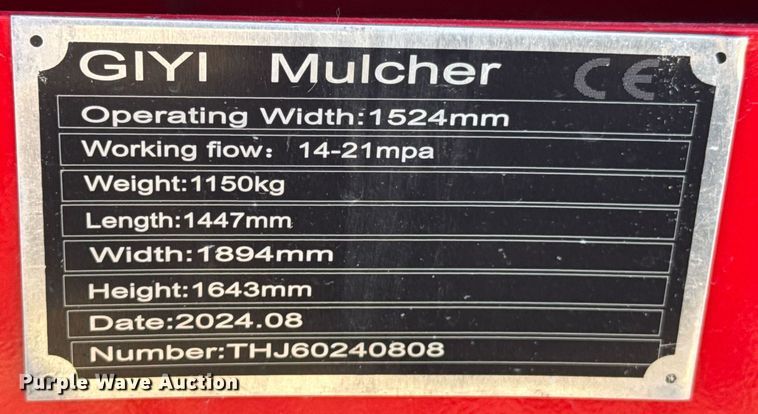 GIYI Mulcher CE
Operating Width:1524mm
Working flow: 14-21mpa
Weight:1150kg
Length:1447mm
Width:1894mm
Height:1643mm
Date:2024.08
Number:THJ60240808
Purple Wave Auction